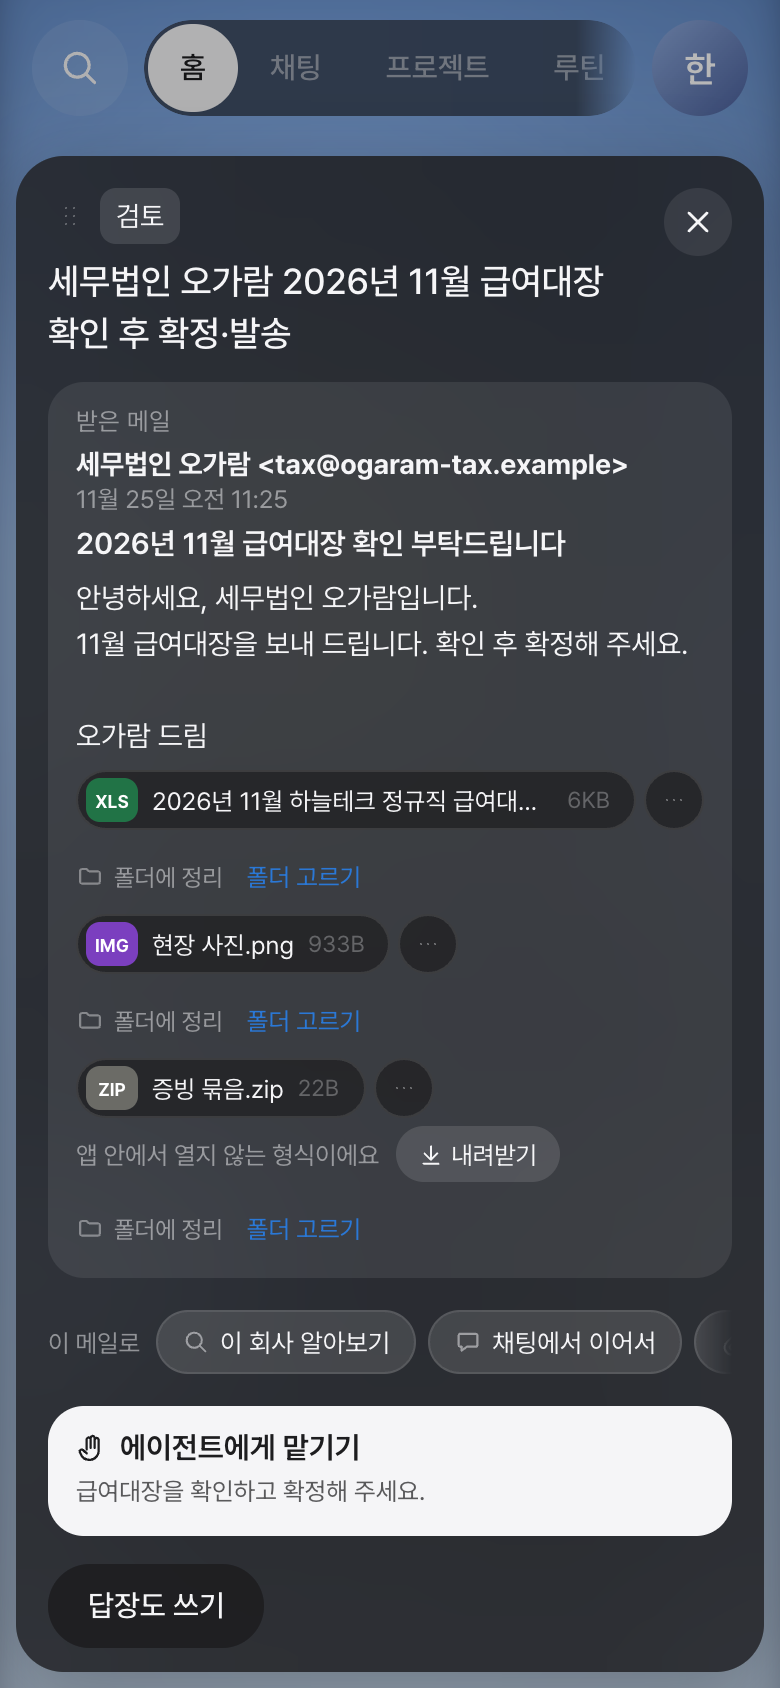 홈 채팅 프로젝트 루틴 한
검토
세무법인 오가람 2026년 11월 급여대장
확인 후 확정·발송
받은 메일
세무법인 오가람 <tax@ogaram-tax.example>
11월 25일 오전 11:25
2026년 11월 급여대장 확인 부탁드립니다
안녕하세요, 세무법인 오가람입니다.
11월 급여대장을 보내 드립니다. 확인 후 확정해 주세요.
오가람 드림
XLS 2026년 11월 하늘테크 정규직 급여대... 6KB ...
폴더에 정리 폴더 고르기
IMG 현장 사진.png 933B ...
폴더에 정리 폴더 고르기
ZIP 증빙 묶음.zip 22B ...
앱 안에서 열지 않는 형식이에요 내려받기
폴더에 정리 폴더 고르기
이 메일로 이 회사 알아보기 채팅에서 이어서
에이전트에게 맡기기
급여대장을 확인하고 확정해 주세요.
답장도 쓰기